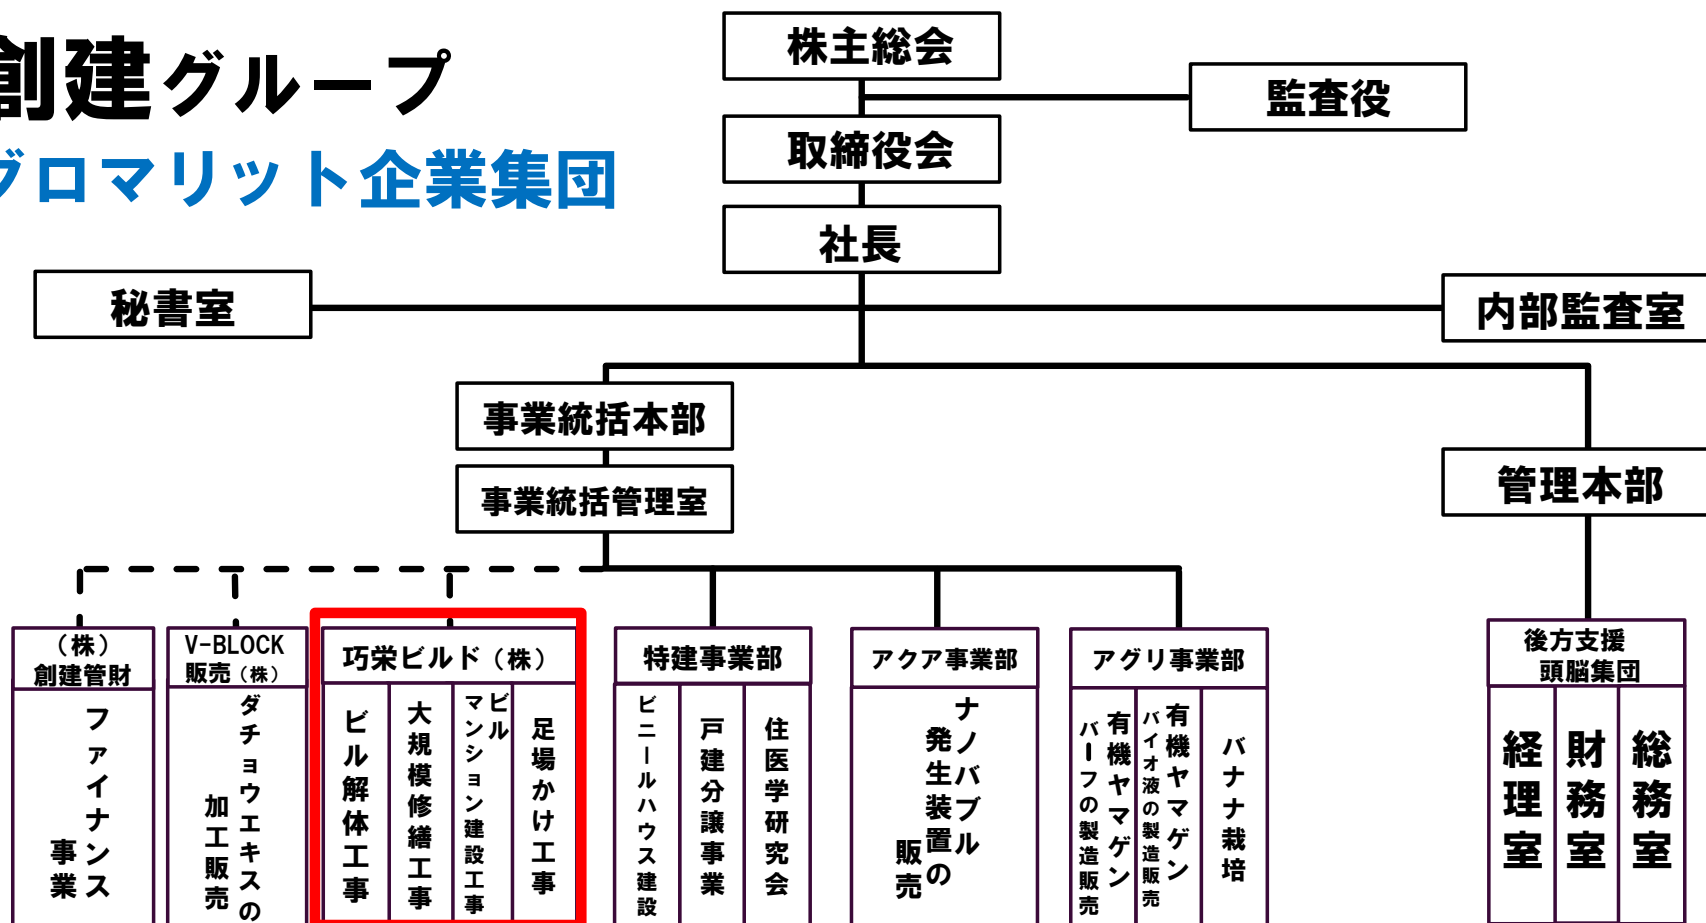 創建グループ
プロマリット企業集団
株主総会
監査役
取締役会
社長
秘書室
内部監査室
事業統括本部
事業統括管理室
管理本部
（株）
創建管財
ファイナンス
事業
V-BLOCK
販売（株）
ダチョウエキスの
加工販売
巧栄ビルド（株）
ビル解体工事
大規模修繕工事
ビル
マンション建設工事
足場かけ工事
特建事業部
ビニールハウス建設
戸建分譲事業
住医学研究会
アクア事業部
ナノバブル
発生装置の
販売
アグリ事業部
有機ヤマゲン
バーフの製造販売
有機ヤマゲン
バイオ液の製造販売
バナナ栽培
後方支援
頭脳集団
経理室
財務室
総務室